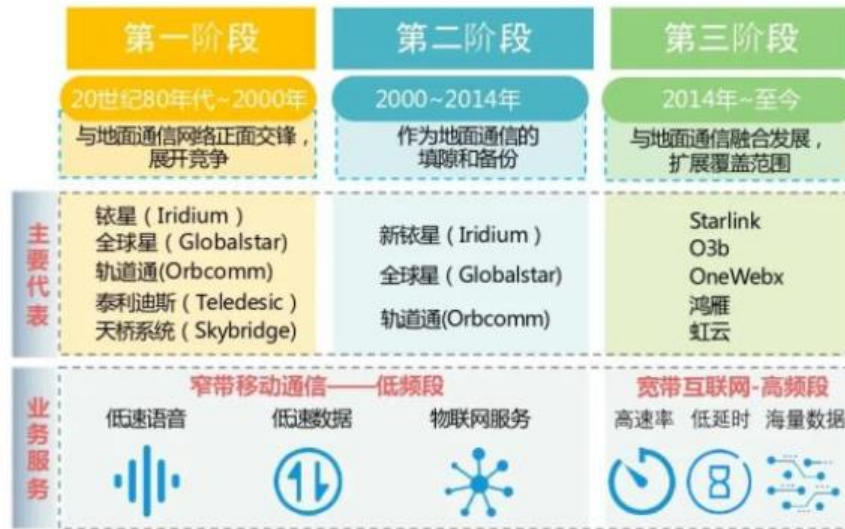 第一阶段
第二阶段
第三阶段
20世纪80年代~2000年
2000~2014年
2014年~至今
与地面通信网络正面交锋，
展开竞争
作为地面通信的
填隙和备份
与地面通信融合发展，
扩展覆盖范围
主要代表
铱星（Iridium）
全球星（Globalstar)
轨道通(Orbcomm)
泰利迪斯（Teledesic）
天桥系统（Skybridge)
新铱星（Iridium）
全球星(Globalstar)
轨道通(Orbcomm)
Starlink
O3b
OneWebx
鸿雁
虹云
业务服务
窄带移动通信——低频段
低速语音
低速数据
物联网服务
宽带互联网-高频段
高速率
低延时
海量数据